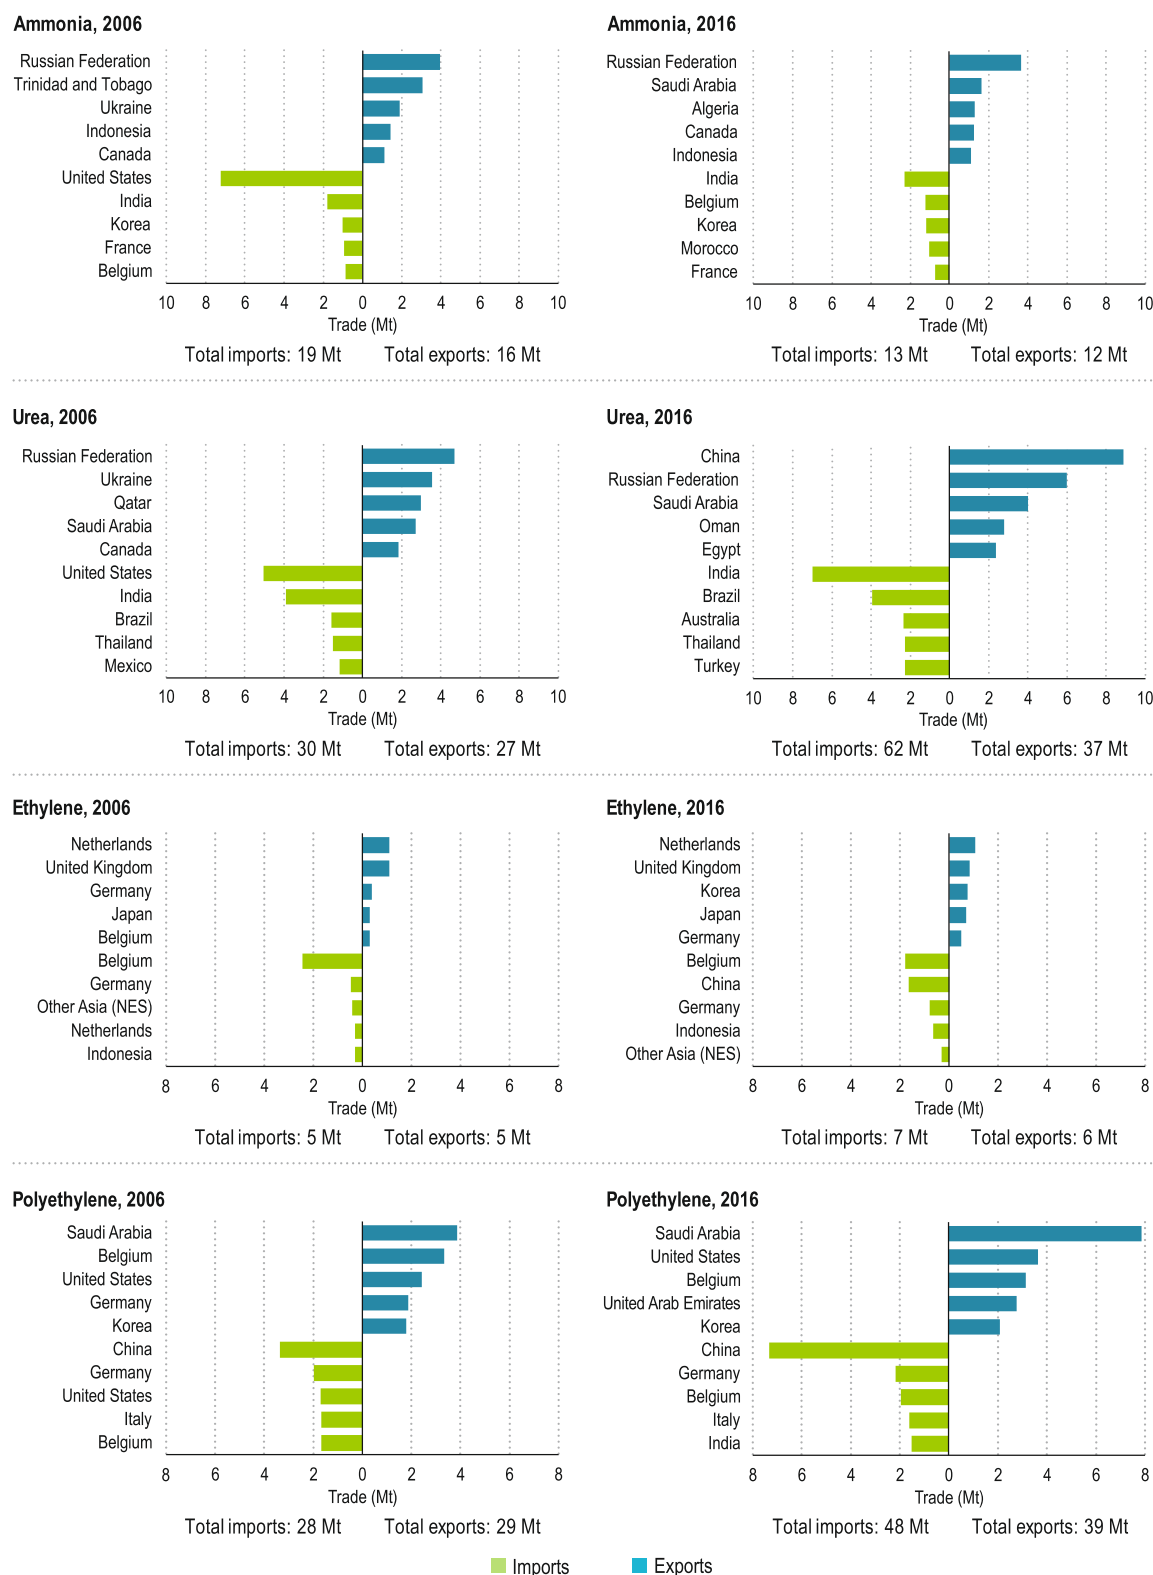 Ammonia, 2006
Russian Federation
Trinidad and Tobago
Ukraine
Indonesia
Canada
United States
India
Korea
France
Belgium
10 8 6 4 2 0 2 4 6 8 10
Trade (Mt)
Total imports: 19 Mt Total exports: 16 Mt
Ammonia, 2016
Russian Federation
Saudi Arabia
Algeria
Canada
Indonesia
India
Belgium
Korea
Morocco
France
10 8 6 4 2 0 2 4 6 8 10
Trade (Mt)
Total imports: 13 Mt Total exports: 12 Mt
Urea, 2006
Russian Federation
Ukraine
Qatar
Saudi Arabia
Canada
United States
India
Brazil
Thailand
Mexico
10 8 6 4 2 0 2 4 6 8 10
Trade (Mt)
Total imports: 30 Mt Total exports: 27 Mt
Urea, 2016
China
Russian Federation
Saudi Arabia
Oman
Egypt
India
Brazil
Australia
Thailand
Turkey
10 8 6 4 2 0 2 4 6 8 10
Trade (Mt)
Total imports: 62 Mt Total exports: 37 Mt
Ethylene, 2006
Netherlands
United Kingdom
Germany
Japan
Belgium
Belgium
Germany
Other Asia (NES)
Netherlands
Indonesia
8 6 4 2 0 2 4 6 8
Trade (Mt)
Total imports: 5 Mt Total exports: 5 Mt
Ethylene, 2016
Netherlands
United Kingdom
Korea
Japan
Germany
Belgium
China
Germany
Indonesia
Other Asia (NES)
8 6 4 2 0 2 4 6 8
Trade (Mt)
Total imports: 7 Mt Total exports: 6 Mt
Polyethylene, 2006
Saudi Arabia
Belgium
United States
Germany
Korea
China
Germany
United States
Italy
Belgium
8 6 4 2 0 2 4 6 8
Trade (Mt)
Total imports: 28 Mt Total exports: 29 Mt
Polyethylene, 2016
Saudi Arabia
United States
Belgium
United Arab Emirates
Korea
China
Germany
Belgium
Italy
India
8 6 4 2 0 2 4 6 8
Trade (Mt)
Total imports: 48 Mt Total exports: 39 Mt
Imports Exports